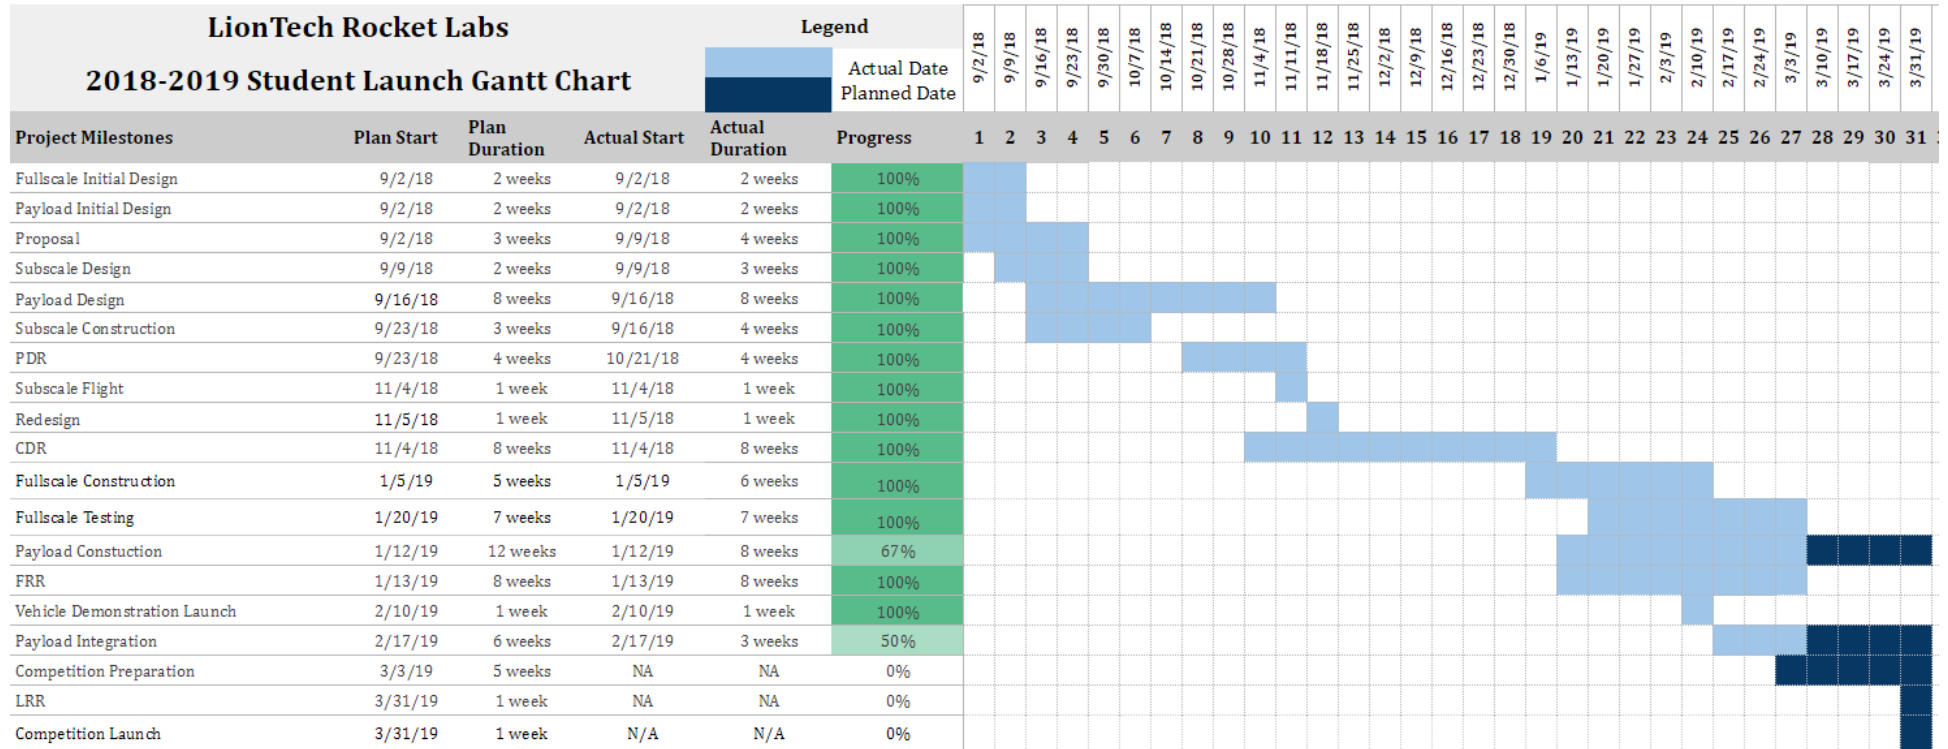 LionTech Rocket Labs
2018-2019 Student Launch Gantt Chart
Legend
Actual Date
Planned Date
9/2/18 9/9/18 9/16/18 9/23/18 9/30/18 10/7/18 10/14/18 10/21/18 10/28/18 11/4/18 11/11/18 11/18/18 11/25/18 12/2/18 12/9/18 12/16/18 12/23/18 12/30/18 1/6/19 1/13/19 1/20/19 1/27/19 2/3/19 2/10/19 2/17/19 2/24/19 3/3/19 3/10/19 3/17/19 3/24/19 3/31/19
Project Milestones Plan Start Plan Duration Actual Start Actual Duration Progress 1 2 3 4 5 6 7 8 9 10 11 12 13 14 15 16 17 18 19 20 21 22 23 24 25 26 27 28 29 30 31
Fullscale Initial Design 9/2/18 2 weeks 9/2/18 2 weeks 100%
Payload Initial Design 9/2/18 2 weeks 9/2/18 2 weeks 100%
Proposal 9/2/18 3 weeks 9/9/18 4 weeks 100%
Subscale Design 9/9/18 2 weeks 9/9/18 3 weeks 100%
Payload Design 9/16/18 8 weeks 9/16/18 8 weeks 100%
Subscale Construction 9/23/18 3 weeks 9/16/18 4 weeks 100%
PDR 9/23/18 4 weeks 10/21/18 4 weeks 100%
Subscale Flight 11/4/18 1 week 11/4/18 1 week 100%
Redesign 11/5/18 1 week 11/5/18 1 week 100%
CDR 11/4/18 8 weeks 11/4/18 8 weeks 100%
Fullscale Construction 1/5/19 5 weeks 1/5/19 6 weeks 100%
Fullscale Testing 1/20/19 7 weeks 1/20/19 7 weeks 100%
Payload Constuction 1/12/19 12 weeks 1/12/19 8 weeks 67%
FRR 1/13/19 8 weeks 1/13/19 8 weeks 100%
Vehicle Demonstration Launch 2/10/19 1 week 2/10/19 1 week 100%
Payload Integration 2/17/19 6 weeks 2/17/19 3 weeks 50%
Competition Preparation 3/3/19 5 weeks NA NA 0%
LRR 3/31/19 1 week NA NA 0%
Competition Launch 3/31/19 1 week N/A N/A 0%